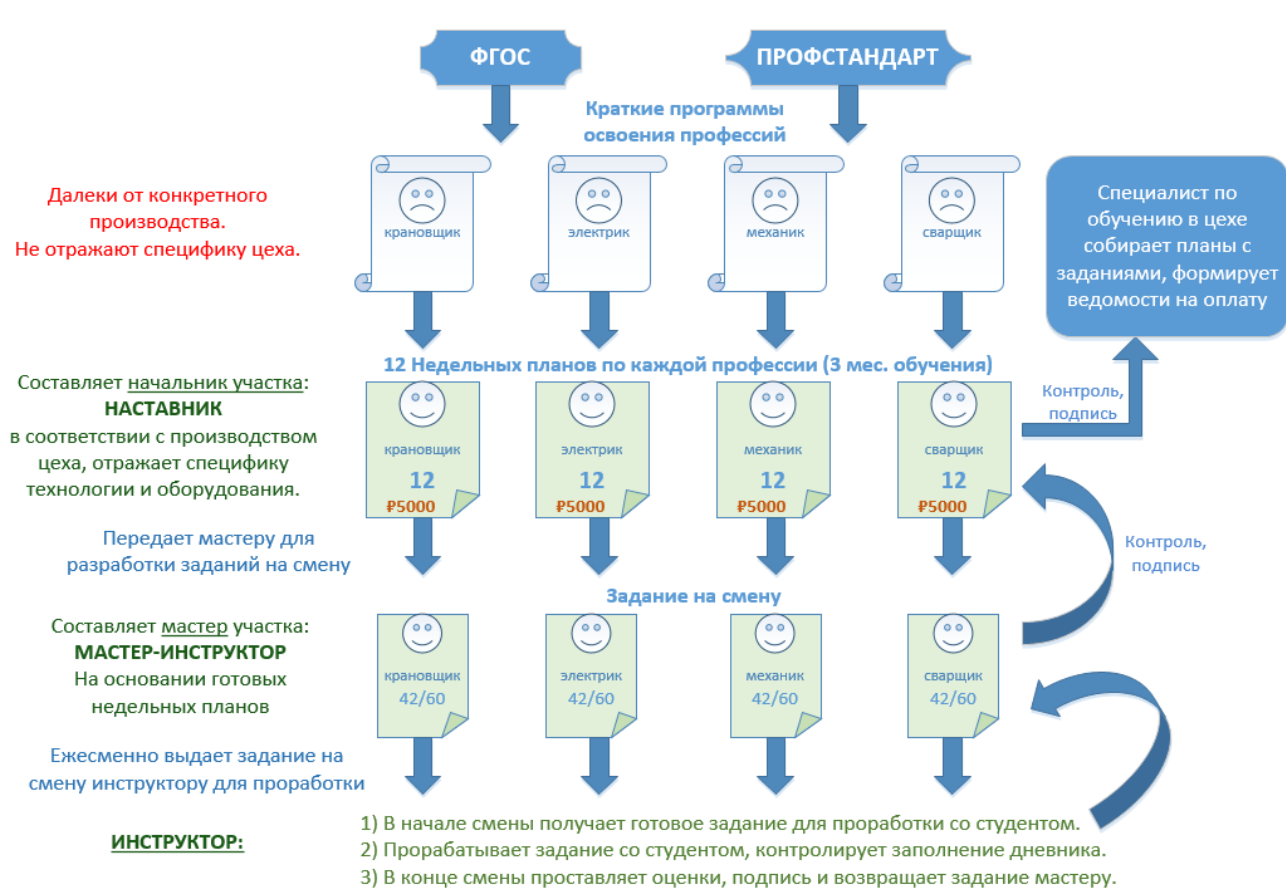 ФГОС
ПРОФСТАНДАРТ
Краткие программы
освоения профессий
Далеки от конкретного
производства.
Не отражают специфику цеха.
крановщик
электрик
механик
сварщик
Специалист по
обучению в цехе
собирает планы с
заданиями, формирует
ведомости на оплату
12 Недельных планов по каждой профессии (3 мес. обучения)
Составляет начальник участка:
НАСТАВНИК
в соответствии с производством
цеха, отражает специфику
технологии и оборудования.
крановщик
12
₽5000
электрик
12
₽5000
механик
12
₽5000
сварщик
12
₽5000
Контроль,
подпись
Передает мастеру для
разработки заданий на смену
Контроль,
подпись
Задание на смену
Составляет мастер участка:
МАСТЕР-ИНСТРУКТОР
На основании готовых
недельных планов
крановщик
42/60
электрик
42/60
механик
42/60
сварщик
42/60
Ежесменно выдает задание на
смену инструктору для проработки
ИНСТРУКТОР:
1) В начале смены получает готовое задание для проработки со студентом.
2) Прорабатывает задание со студентом, контролирует заполнение дневника.
3) В конце смены проставляет оценки, подпись и возвращает задание мастеру.